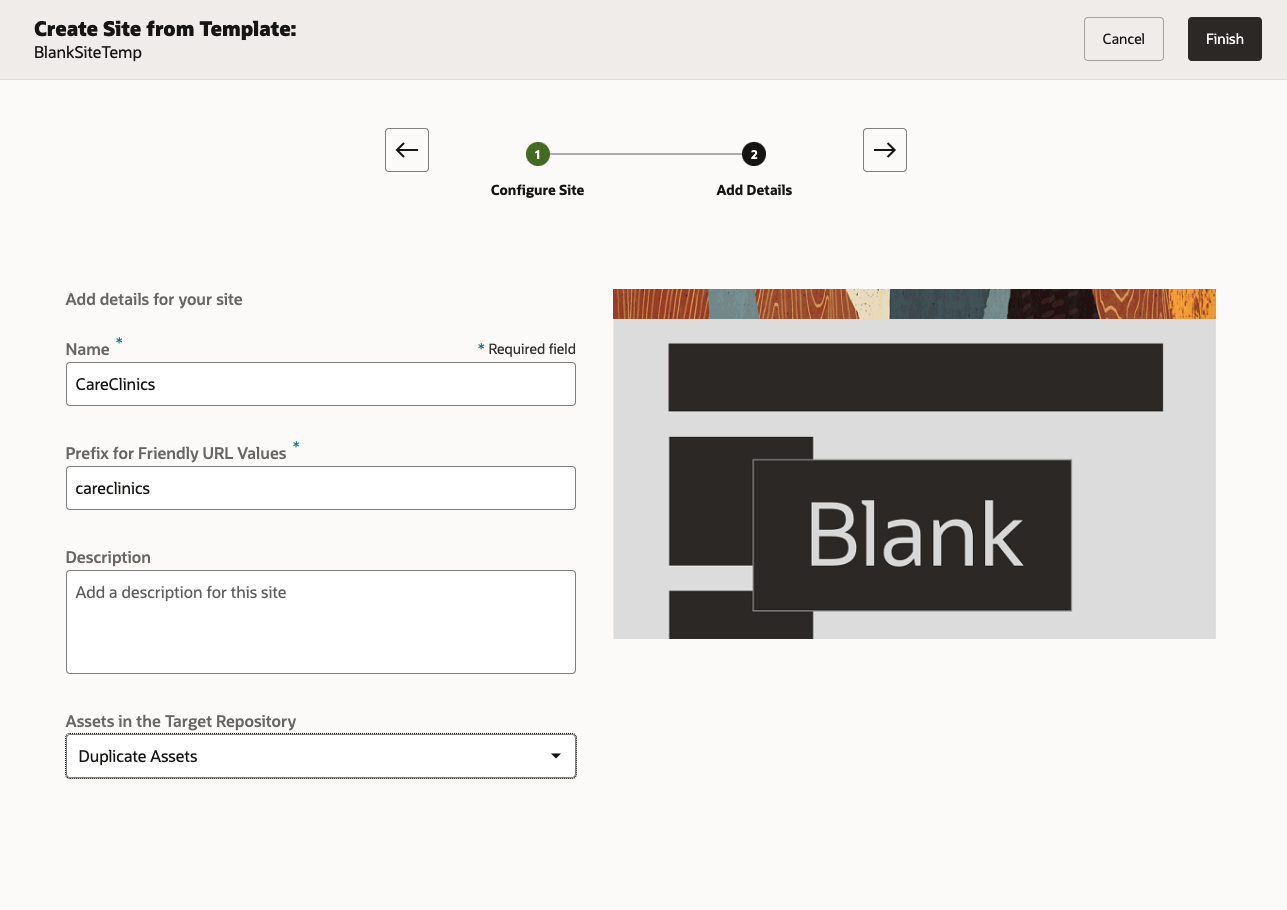 Create Site from Template:
BlankSiteTemp
Cancel
Finish
1
2
Configure Site
Add Details
Add details for your site
Name *
* Required field
CareClinics
Prefix for Friendly URL Values *
careclinics
Description
Add a description for this site
Assets in the Target Repository
Duplicate Assets
Blank